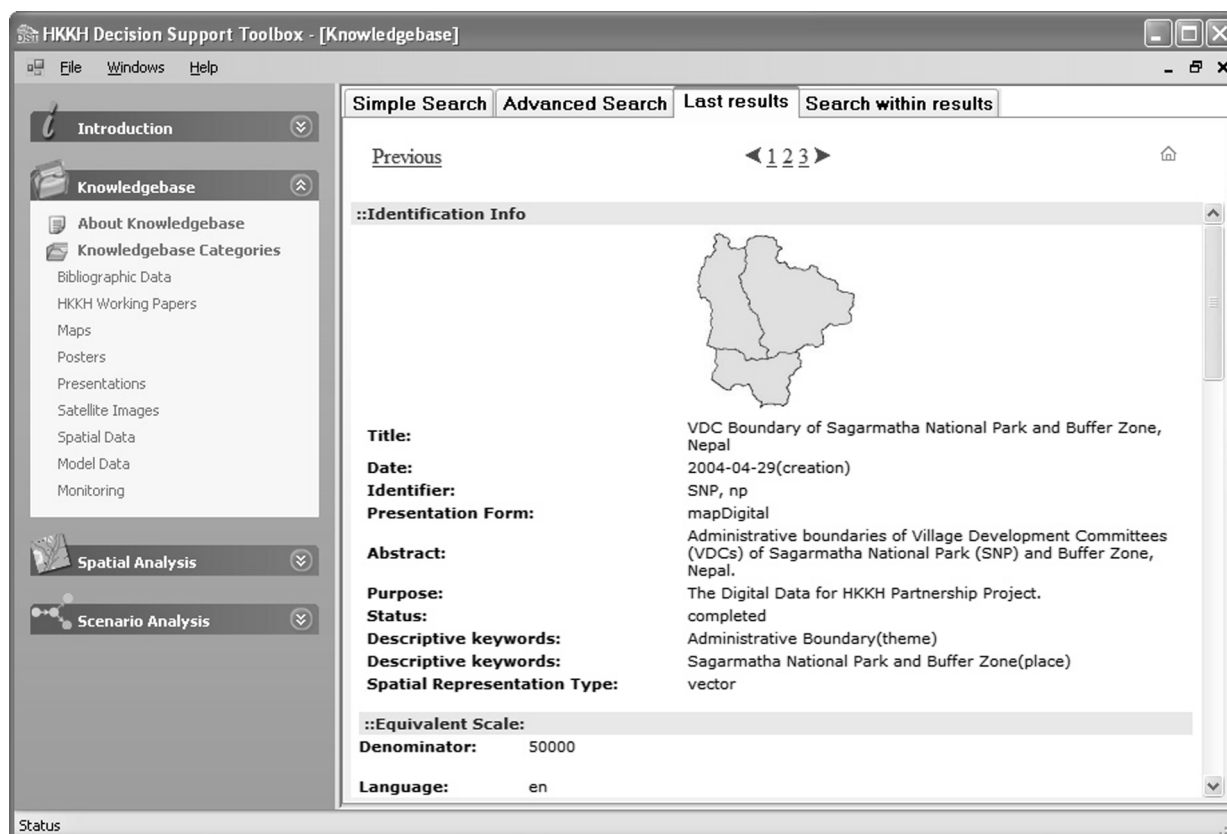 HKKH Decision Support Toolbox - [Knowledgebase]
File Windows Help
Introduction
Knowledgebase
About Knowledgebase
Knowledgebase Categories
Bibliographic Data
HKKH Working Papers
Maps
Posters
Presentations
Satellite Images
Spatial Data
Model Data
Monitoring
Spatial Analysis
Scenario Analysis
Simple Search Advanced Search Last results Search within results
Previous 1 2 3
::Identification Info
Title: VDC Boundary of Sagarmatha National Park and Buffer Zone,
Nepal
Date: 2004-04-29(creation)
Identifier: SNP, np
Presentation Form: mapDigital
Abstract: Administrative boundaries of Village Development Committees
(VDCs) of Sagarmatha National Park (SNP) and Buffer Zone,
Nepal.
Purpose: The Digital Data for HKKH Partnership Project.
Status: completed
Descriptive keywords: Administrative Boundary(theme)
Descriptive keywords: Sagarmatha National Park and Buffer Zone(place)
Spatial Representation Type: vector
::Equivalent Scale:
Denominator: 50000
Language: en
Status